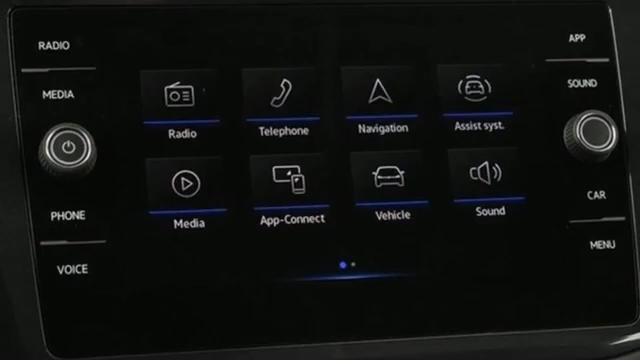 RADIO
APP
MEDIA
SOUND
Radio
Telephone
Navigation
Assist syst.
PHONE
CAR
Media
App-Connect
Vehicle
Sound
VOICE
MENU